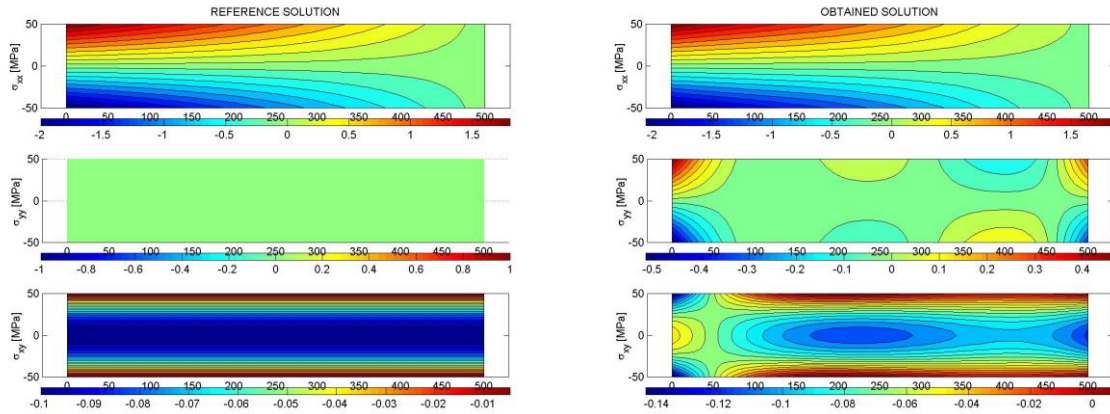 REFERENCE SOLUTION
50
0
-50
σxx [MPa]
0 50 100 150 200 250 300 350 400 450 500
-2 -1.5 -1 -0.5 0 0.5 1 1.5
50
0
-50
σyy [MPa]
0 50 100 150 200 250 300 350 400 450 500
-1 -0.8 -0.6 -0.4 -0.2 0 0.2 0.4 0.6 0.8 1
50
0
-50
σxy [MPa]
0 50 100 150 200 250 300 350 400 450 500
-0.1 -0.09 -0.08 -0.07 -0.06 -0.05 -0.04 -0.03 -0.02 -0.01
OBTAINED SOLUTION
50
0
-50
σxx [MPa]
0 50 100 150 200 250 300 350 400 450 500
-2 -1.5 -1 -0.5 0 0.5 1 1.5
50
0
-50
σyy [MPa]
0 50 100 150 200 250 300 350 400 450 500
-0.5 -0.4 -0.3 -0.2 -0.1 0 0.1 0.2 0.3 0.4
50
0
-50
σxy [MPa]
0 50 100 150 200 250 300 350 400 450 500
-0.14 -0.12 -0.1 -0.08 -0.06 -0.04 -0.02 0